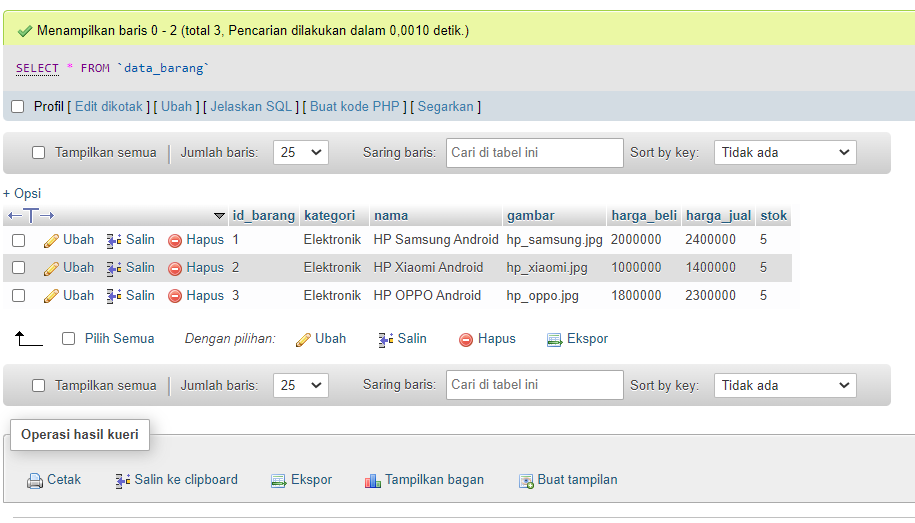 Menampilkan baris 0 - 2 (total 3, Pencarian dilakukan dalam 0,0010 detik.)
SELECT * FROM `data_barang`
Profil [ Edit dikotak ] [ Ubah ] [ Jelaskan SQL ] [ Buat kode PHP ] [ Segarkan ]
Tampilkan semua Jumlah baris: 25 Saring baris: Cari di tabel ini Sort by key: Tidak ada
+ Opsi
←T→ id_barang kategori nama gambar harga_beli harga_jual stok
Ubah Salin Hapus 1 Elektronik HP Samsung Android hp_samsung.jpg 2000000 2400000 5
Ubah Salin Hapus 2 Elektronik HP Xiaomi Android hp_xiaomi.jpg 1000000 1400000 5
Ubah Salin Hapus 3 Elektronik HP OPPO Android hp_oppo.jpg 1800000 2300000 5
Pilih Semua Dengan pilihan: Ubah Salin Hapus Ekspor
Tampilkan semua Jumlah baris: 25 Saring baris: Cari di tabel ini Sort by key: Tidak ada
Operasi hasil kueri
Cetak Salin ke clipboard Ekspor Tampilkan bagan Buat tampilan